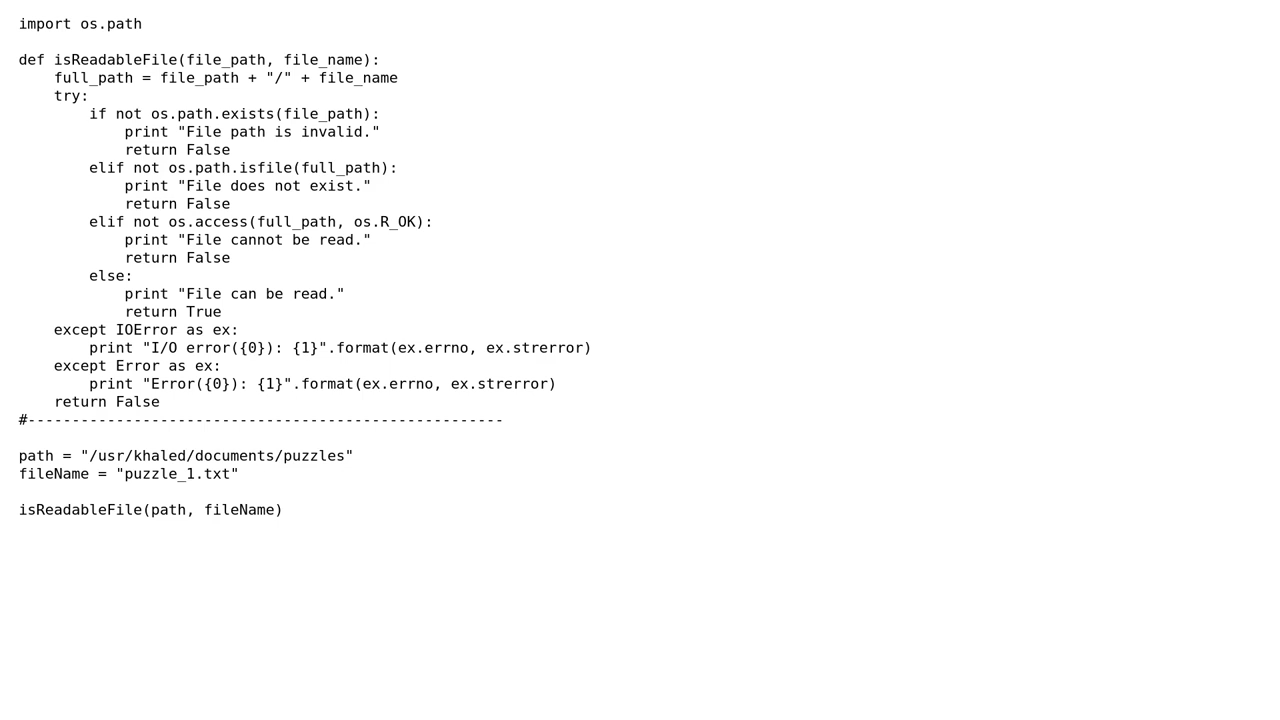 import os.path

def isReadableFile(file_path, file_name):
    full_path = file_path + "/" + file_name
    try:
        if not os.path.exists(file_path):
            print "File path is invalid."
            return False
        elif not os.path.isfile(full_path):
            print "File does not exist."
            return False
        elif not os.access(full_path, os.R_OK):
            print "File cannot be read."
            return False
        else:
            print "File can be read."
            return True
    except IOError as ex:
        print "I/O error({0}): {1}".format(ex.errno, ex.strerror)
    except Error as ex:
        print "Error({0}): {1}".format(ex.errno, ex.strerror)
    return False
#------------------------------------------------------

path = "/usr/khaled/documents/puzzles"
fileName = "puzzle_1.txt"

isReadableFile(path, fileName)